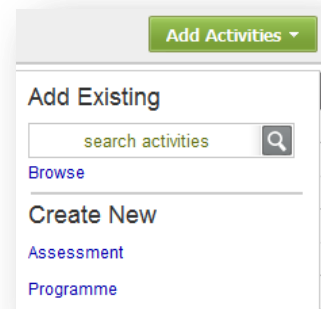 Add Activities
Add Existing
search activities
Browse
Create New
Assessment
Programme